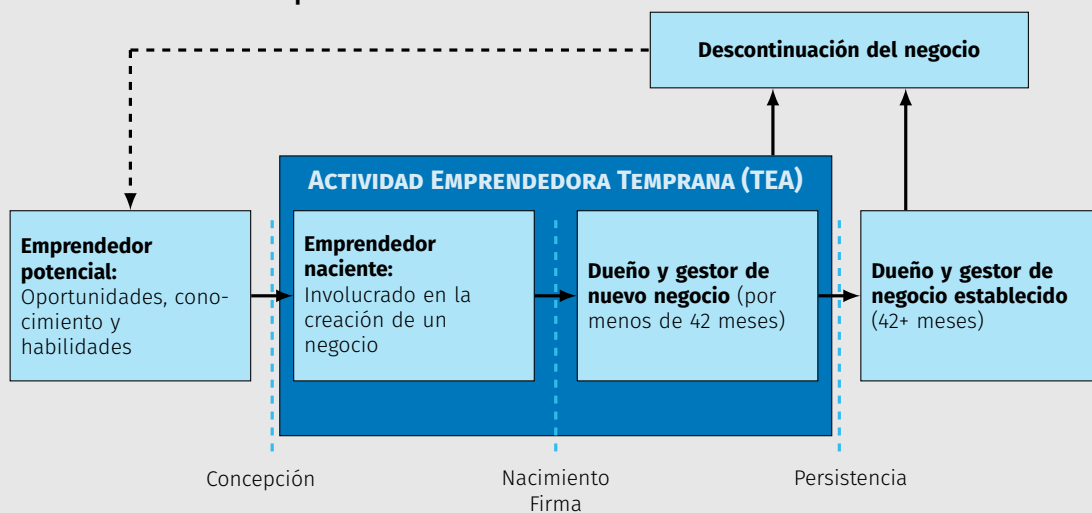 Descontinuación del negocio
ACTIVIDAD EMPRENDEDORA TEMPRANA (TEA)
Emprendedor
potencial:
Oportunidades, cono-
cimiento y
habilidades
Emprendedor
naciente:
Involucrado en la
creación de un
negocio
Dueño y gestor de
nuevo negocio (por
menos de 42 meses)
Dueño y gestor de
negocio establecido
(42+ meses)
Concepción
Nacimiento
Firma
Persistencia